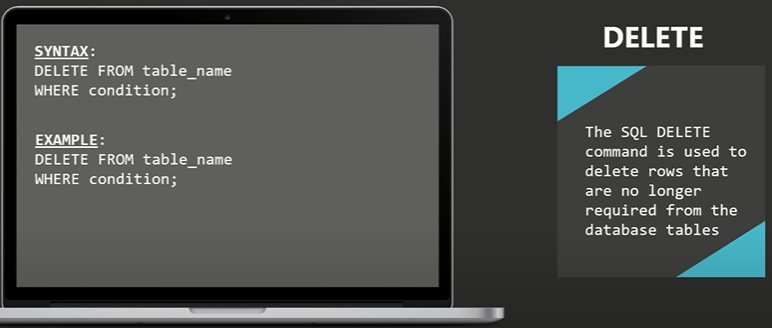 SYNTAX:
DELETE FROM table_name
WHERE condition;
EXAMPLE:
DELETE FROM table_name
WHERE condition;
DELETE
The SQL DELETE
command is used to
delete rows that
are no longer
required from the
database tables